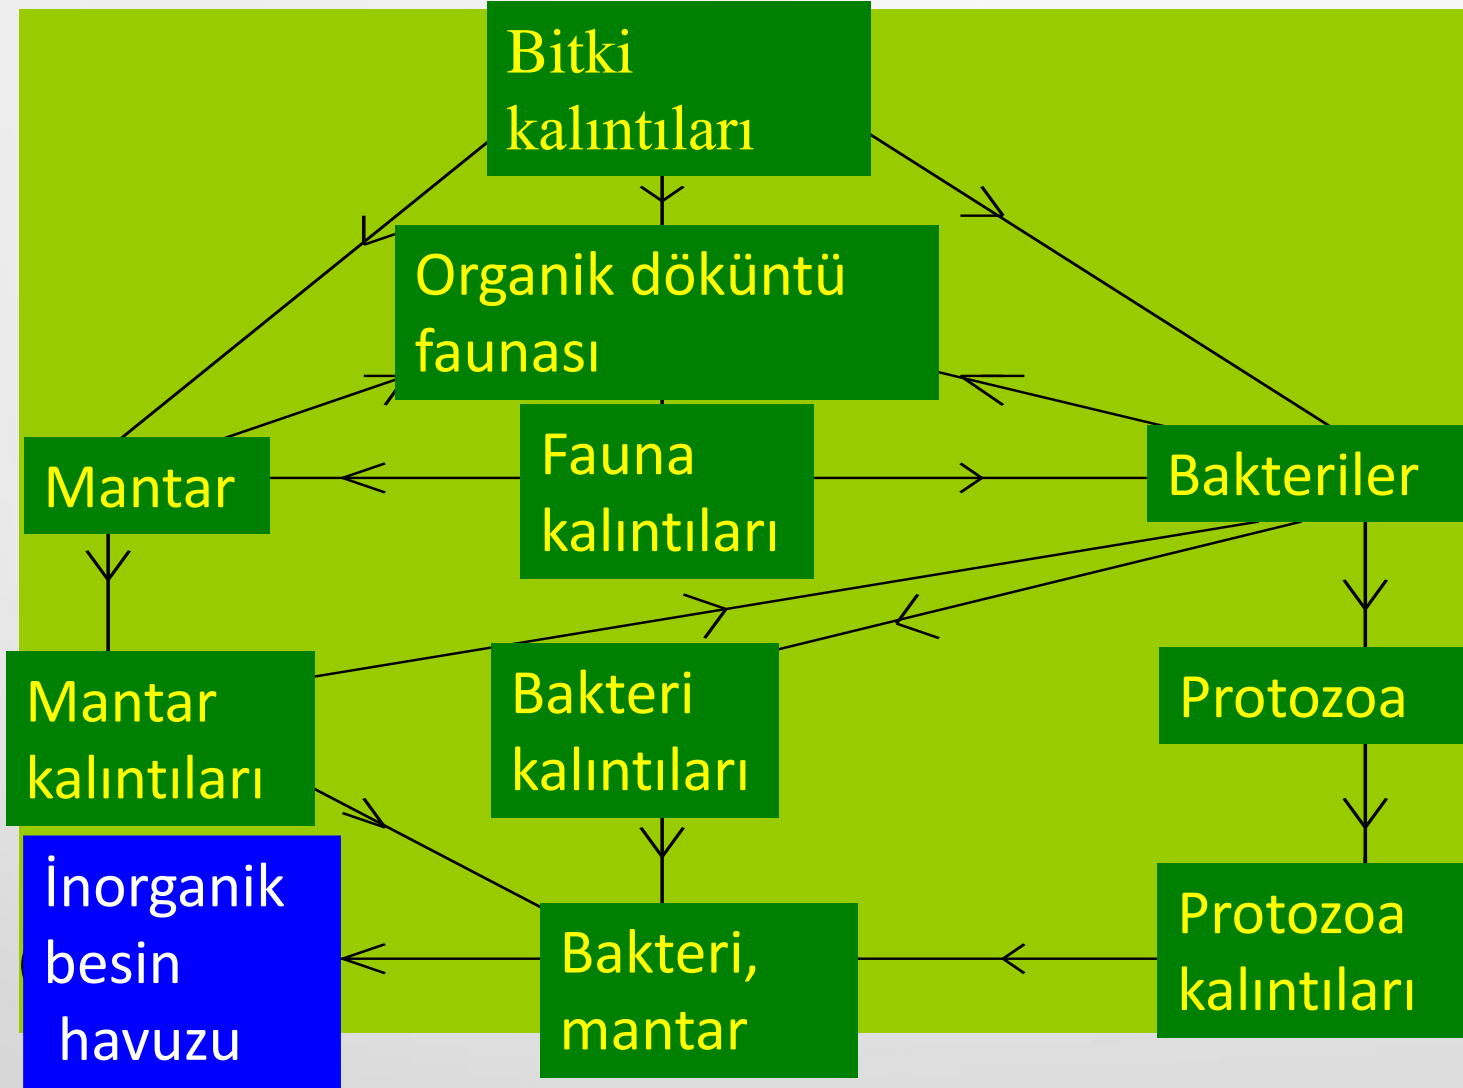 Bitki
kalıntıları
Organik döküntü
faunası
Mantar
Fauna
kalıntıları
Bakteriler
Mantar
kalıntıları
Bakteri
kalıntıları
Protozoa
İnorganik
besin
havuzu
Bakteri,
mantar
Protozoa
kalıntıları